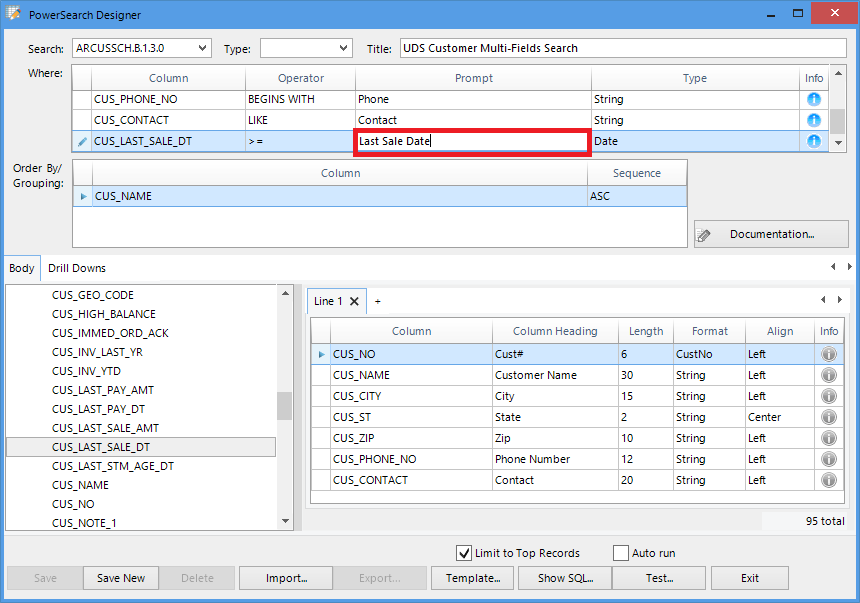 PowerSearch Designer
Search: ARCUSSCH.B.1.3.0 Type: Title: UDS Customer Multi-Fields Search
Where: Column Operator Prompt Type Info
CUS_PHONE_NO BEGINS WITH Phone String
CUS_CONTACT LIKE Contact String
CUS_LAST_SALE_DT >= Last Sale Date Date
Order By/
Grouping:
Column Sequence
CUS_NAME ASC
Documentation...
Body Drill Downs
CUS_GEO_CODE
CUS_HIGH_BALANCE
CUS_IMMED_ORD_ACK
CUS_INV_LAST_YR
CUS_INV_YTD
CUS_LAST_PAY_AMT
CUS_LAST_PAY_DT
CUS_LAST_SALE_AMT
CUS_LAST_SALE_DT
CUS_LAST_STM_AGE_DT
CUS_NAME
CUS_NO
CUS_NOTE_1
Line 1 +
Column Column Heading Length Format Align Info
CUS_NO Cust# 6 CustNo Left
CUS_NAME Customer Name 30 String Left
CUS_CITY City 15 String Left
CUS_ST State 2 String Center
CUS_ZIP Zip 10 String Left
CUS_PHONE_NO Phone Number 12 String Left
CUS_CONTACT Contact 20 String Left
95 total
Limit to Top Records Auto run
Save Save New Delete Import... Export... Template... Show SQL... Test... Exit